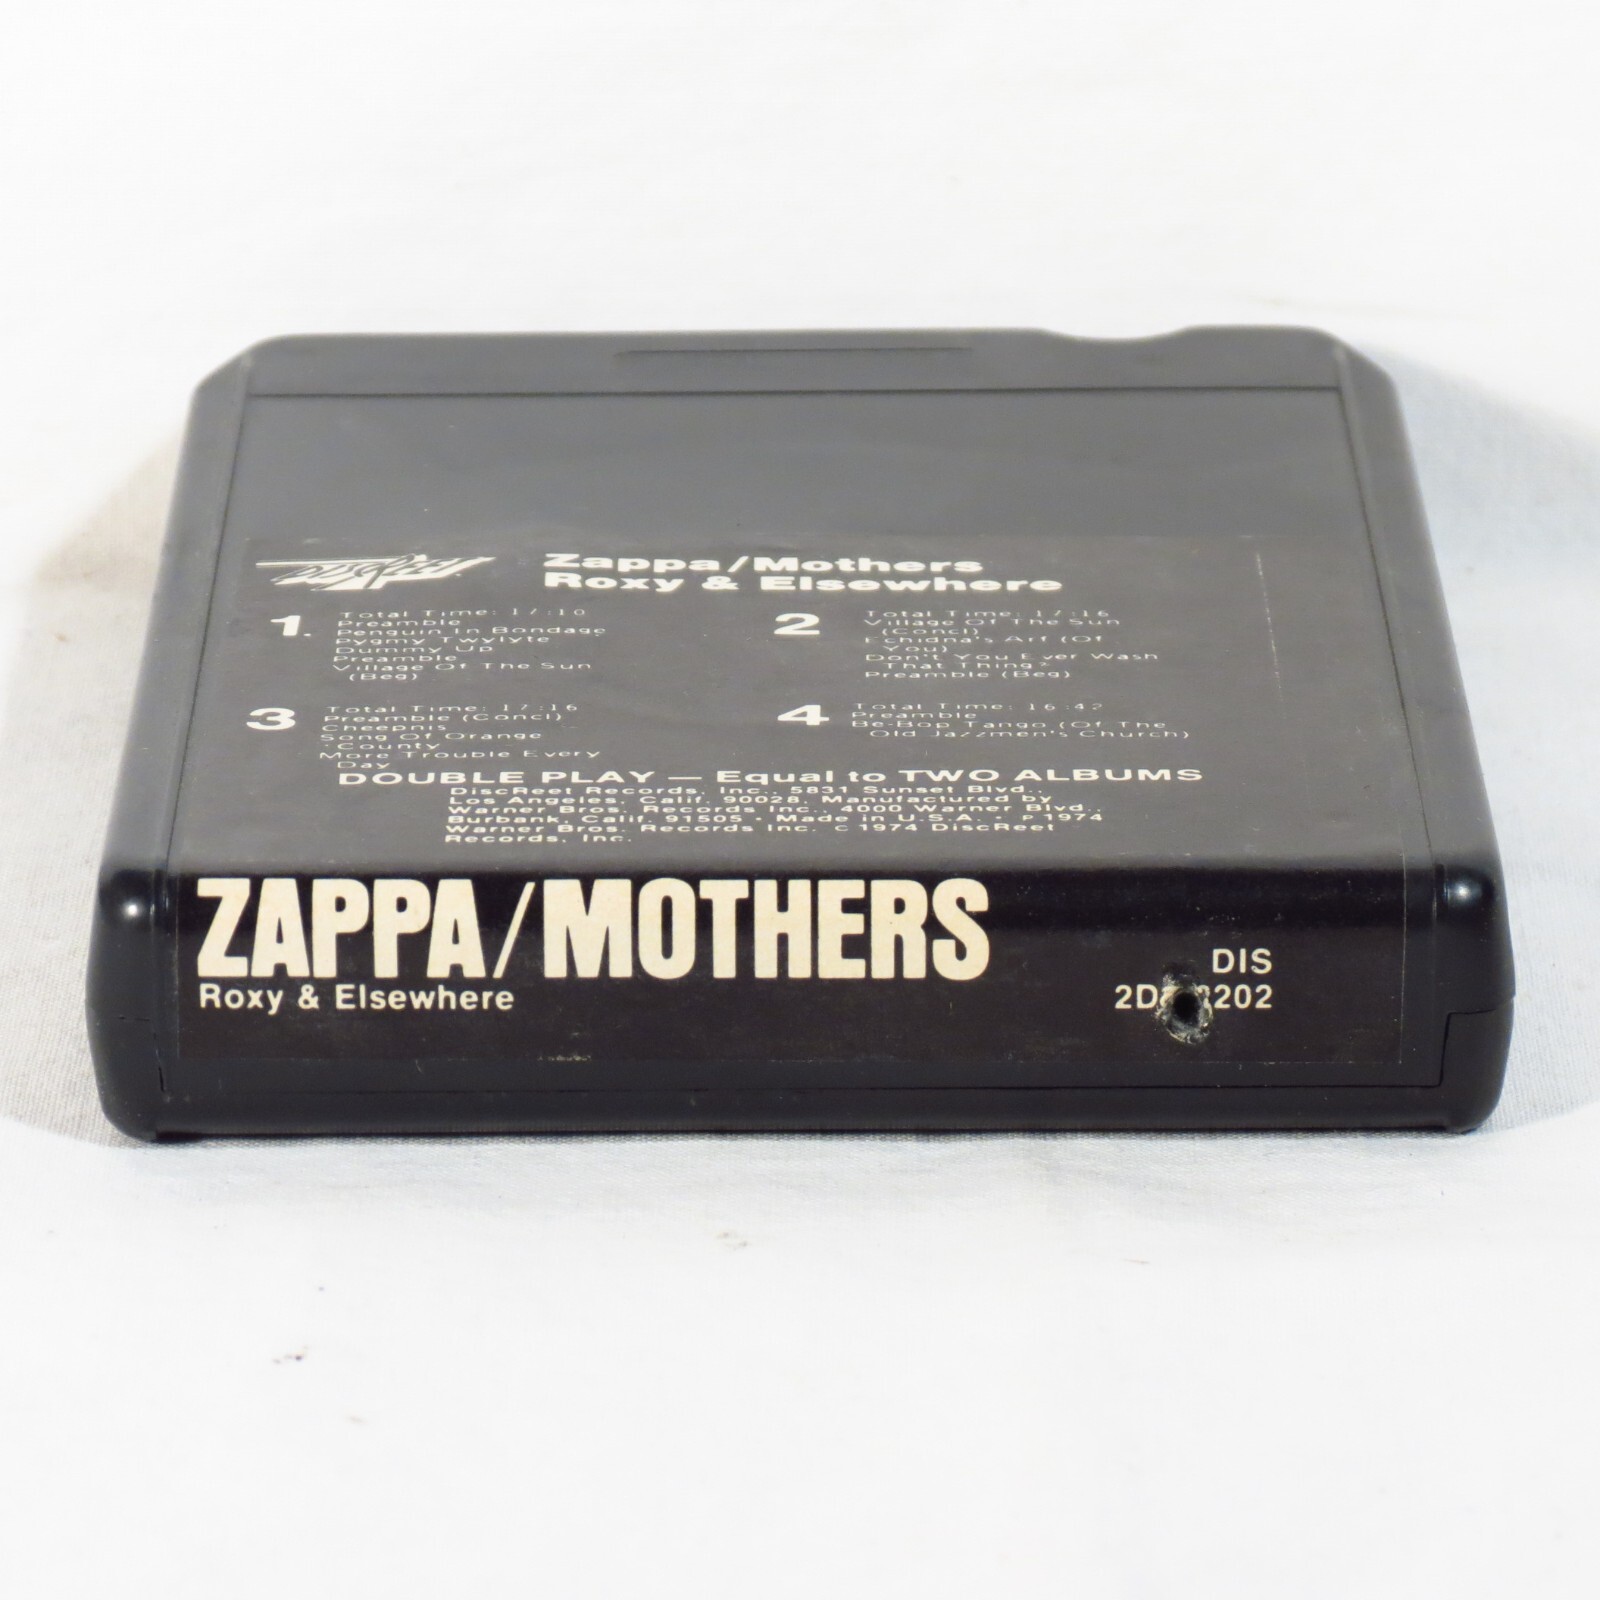 DiscReet
Zappa/Mothers
Roxy & Elsewhere
1.
Total Time: 17:10
Preamble
Penguin In Bondage
Pygmy Twylyte
Dummy Up
Preamble
Village Of The Sun
(Beg)
2
Total Time: 17:16
Village Of The Sun
(Concl)
Echidna's Arf (Of
You)
Don't You Ever Wash
That Thing?
Preamble (Beg)
3
Total Time: 17:16
Preamble (Concl)
Cheepnis
Song Of Orange
County
More Trouble Every
Day
4
Total Time: 16:42
Preamble
Be-Bop Tango (Of The
Old Jazzmen's Church)
DOUBLE PLAY — Equal to TWO ALBUMS
DiscReet Records, Inc., 5831 Sunset Blvd.,
Los Angeles, Calif. 90028. Manufactured by
Warner Bros. Records Inc., 4000 Warner Blvd.,
Burbank, Calif. 91505 • Made in U.S.A. • ℗ 1974
Warner Bros. Records Inc. © 1974 DiscReet
Records, Inc.
ZAPPA/MOTHERS
Roxy & Elsewhere
DIS
2D 202